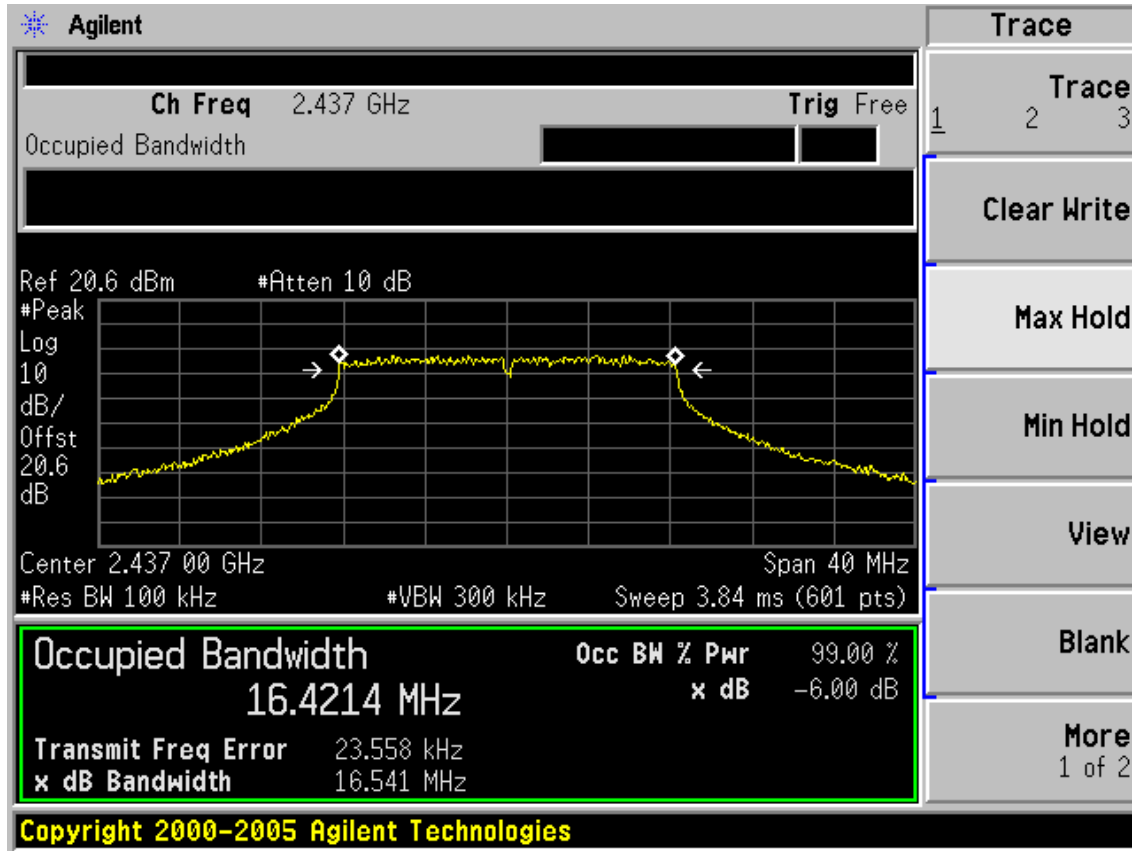 Agilent
Trace
Ch Freq 2.437 GHz Trig Free
Occupied Bandwidth
Trace
1 2 3
Clear Write
Max Hold
Min Hold
View
Blank
More
1 of 2
Ref 20.6 dBm #Atten 10 dB
#Peak
Log
10
dB/
Offst
20.6
dB
Center 2.437 00 GHz Span 40 MHz
#Res BW 100 kHz #VBW 300 kHz Sweep 3.84 ms (601 pts)
Occupied Bandwidth
16.4214 MHz
Occ BW % Pwr 99.00 %
x dB -6.00 dB
Transmit Freq Error 23.558 kHz
x dB Bandwidth 16.541 MHz
Copyright 2000-2005 Agilent Technologies